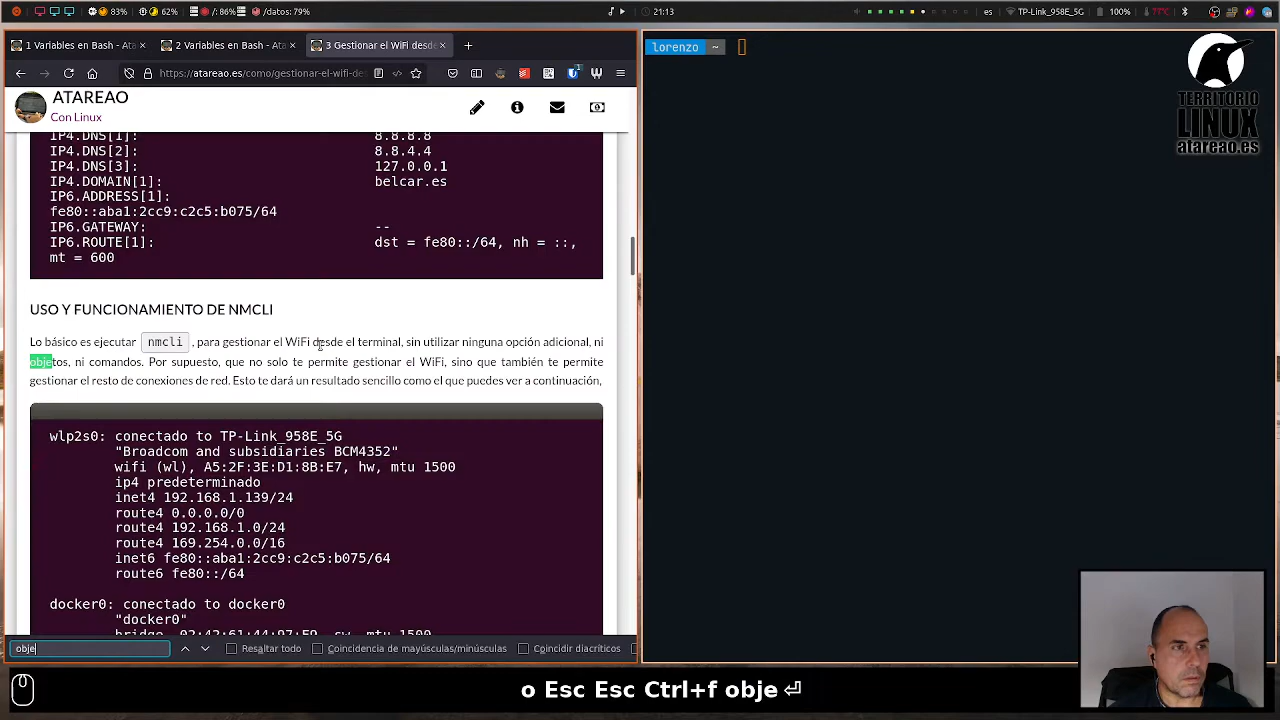 83% 62% /:86% /datos: 79% 21:13 es TP-Link_958E_5G 100% 77°C
1 Variables en Bash - Ata
2 Variables en Bash - Ata
3 Gestionar el WiFi desd
https://atareao.es/como/gestionar-el-wifi-de
ATAREAO
Con Linux
IP4.DNS[1]: 8.8.8.8
IP4.DNS[2]: 8.8.4.4
IP4.DNS[3]: 127.0.0.1
IP4.DOMAIN[1]: belcar.es
IP6.ADDRESS[1]:
fe80::aba1:2cc9:c2c5:b075/64
IP6.GATEWAY: --
IP6.ROUTE[1]: dst = fe80::/64, nh = ::,
mt = 600
USO Y FUNCIONAMIENTO DE NMCLI
Lo básico es ejecutar nmcli , para gestionar el WiFi desde el terminal, sin utilizar ninguna opción adicional, ni
objetos, ni comandos. Por supuesto, que no solo te permite gestionar el WiFi, sino que también te permite
gestionar el resto de conexiones de red. Esto te dará un resultado sencillo como el que puedes ver a continuación,
wlp2s0: conectado to TP-Link_958E_5G
"Broadcom and subsidiaries BCM4352"
wifi (wl), A5:2F:3E:D1:8B:E7, hw, mtu 1500
ip4 predeterminado
inet4 192.168.1.139/24
route4 0.0.0.0/0
route4 192.168.1.0/24
route4 169.254.0.0/16
inet6 fe80::aba1:2cc9:c2c5:b075/64
route6 fe80::/64
docker0: conectado to docker0
"docker0"
bridge, 02:42:61:44:97:F9, sw, mtu 1500
obje
Resaltar todo
Coincidencia de mayúsculas/minúsculas
Coincidir diacríticos
lorenzo ~
TERRITORIO
LINUX
atareao.es
o Esc Esc Ctrl+f obje ⏎